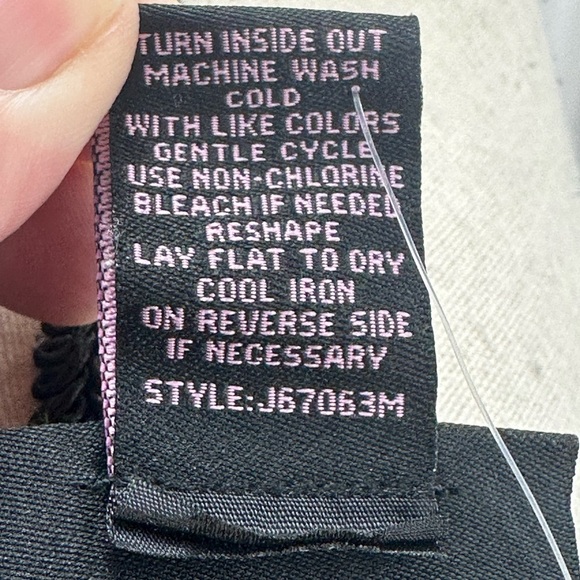 TURN INSIDE OUT
MACHINE WASH
COLD
WITH LIKE COLORS
GENTLE CYCLE
USE NON-CHLORINE
BLEACH IF NEEDED
RESHAPE
LAY FLAT TO DRY
COOL IRON
ON REVERSE SIDE
IF NECESSARY
STYLE:J67063M